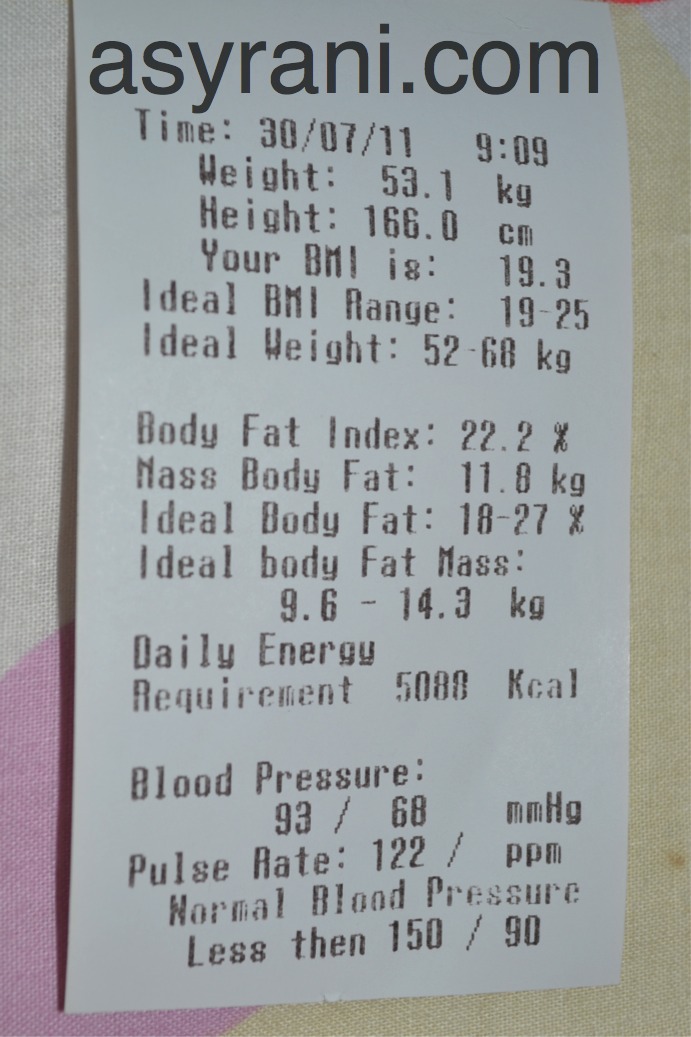 asyrani.com
Time: 30/07/11 9:09
Weight: 53.1 kg
Height: 166.0 cm
Your BMI is: 19.3
Ideal BMI Range: 19-25
Ideal Weight: 52-68 kg
Body Fat Index: 22.2 %
Mass Body Fat: 11.8 kg
Ideal Body Fat: 18-27 %
Ideal body Fat Mass:
9.6 - 14.3 kg
Daily Energy
Requirement 5088 Kcal
Blood Pressure:
93 / 68 mmHg
Pulse Rate: 122 / ppm
Normal Blood Pressure
Less then 150 / 90